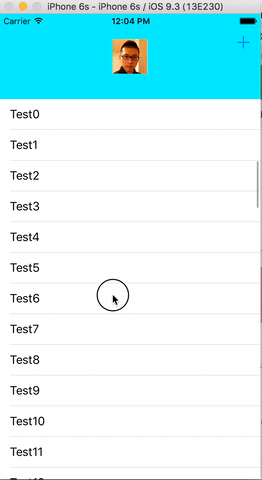 iPhone 6s - iPhone 6s / iOS 9.3 (13E230)
Carrier 12:04 PM
Test0
Test1
Test2
Test3
Test4
Test5
Test6
Test7
Test8
Test9
Test10
Test11